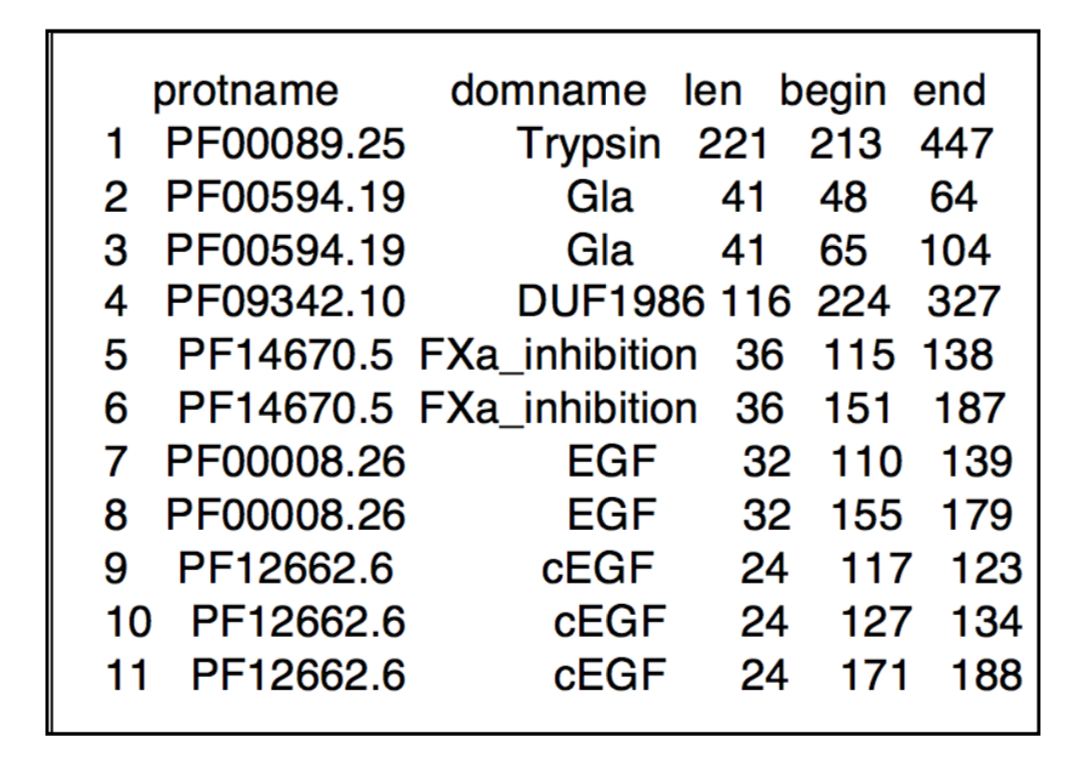 protname domname len begin end
1 PF00089.25 Trypsin 221 213 447
2 PF00594.19 Gla 41 48 64
3 PF00594.19 Gla 41 65 104
4 PF09342.10 DUF1986 116 224 327
5 PF14670.5 FXa_inhibition 36 115 138
6 PF14670.5 FXa_inhibition 36 151 187
7 PF00008.26 EGF 32 110 139
8 PF00008.26 EGF 32 155 179
9 PF12662.6 cEGF 24 117 123
10 PF12662.6 cEGF 24 127 134
11 PF12662.6 cEGF 24 171 188